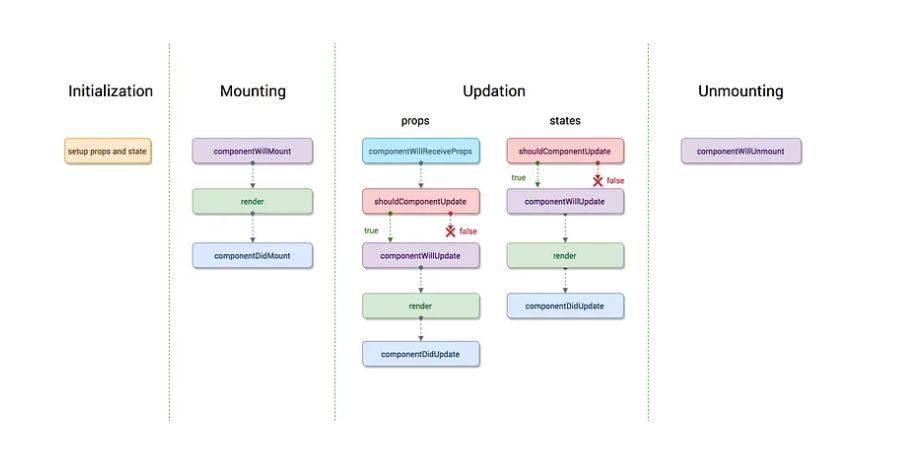 Initialization
Mounting
Updation
Unmounting
props
states
setup props and state
componentWillMount
componentWillReceiveProps
shouldComponentUpdate
componentWillUnmount
true
false
render
shouldComponentUpdate
componentWillUpdate
true
false
componentDidMount
componentWillUpdate
render
render
componentDidUpdate
componentDidUpdate